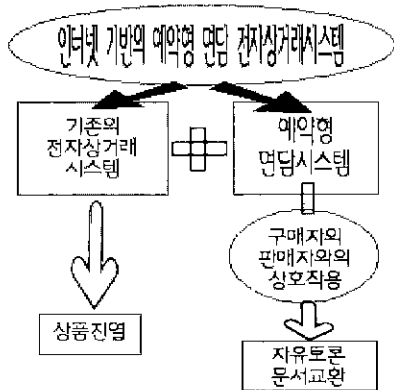 인터넷 기반의 예약형 면담 전자상거래시스템
기존의
전자상거래
시스템
예약형
면담시스템
구매자와
판매자와의
상호작용
상품진열
자유토론
문서교환